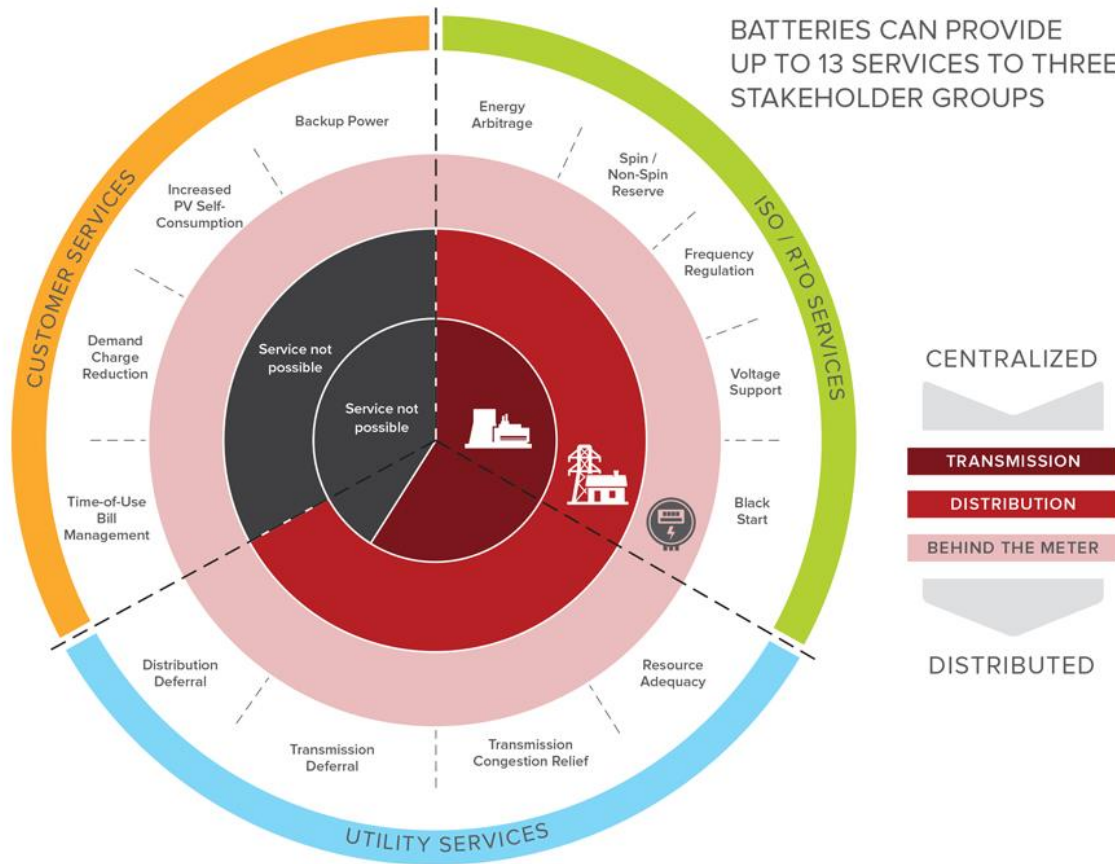 BATTERIES CAN PROVIDE
UP TO 13 SERVICES TO THREE
STAKEHOLDER GROUPS
CUSTOMER SERVICES
ISO / RTO SERVICES
UTILITY SERVICES
Backup Power
Increased
PV Self-
Consumption
Demand
Charge
Reduction
Time-of-Use
Bill
Management
Energy
Arbitrage
Spin /
Non-Spin
Reserve
Frequency
Regulation
Voltage
Support
Black
Start
Resource
Adequacy
Transmission
Congestion Relief
Transmission
Deferral
Distribution
Deferral
Service not
possible
Service not
possible
CENTRALIZED
TRANSMISSION
DISTRIBUTION
BEHIND THE METER
DISTRIBUTED